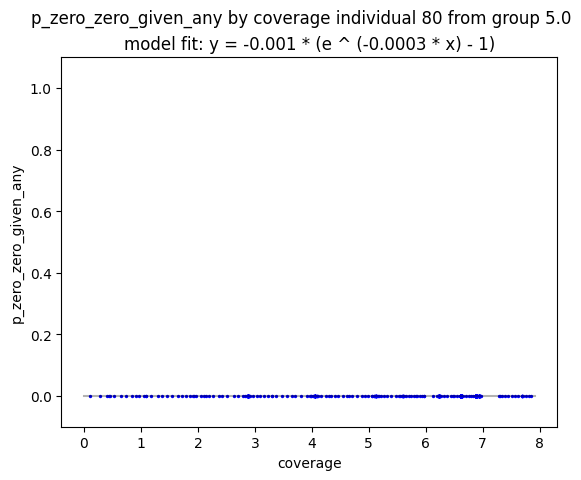 p_zero_zero_given_any by coverage individual 80 from group 5.0
model fit: y = -0.001 * (e ^ (-0.0003 * x) - 1)
p_zero_zero_given_any
1.0
0.8
0.6
0.4
0.2
0.0
0 1 2 3 4 5 6 7 8
coverage